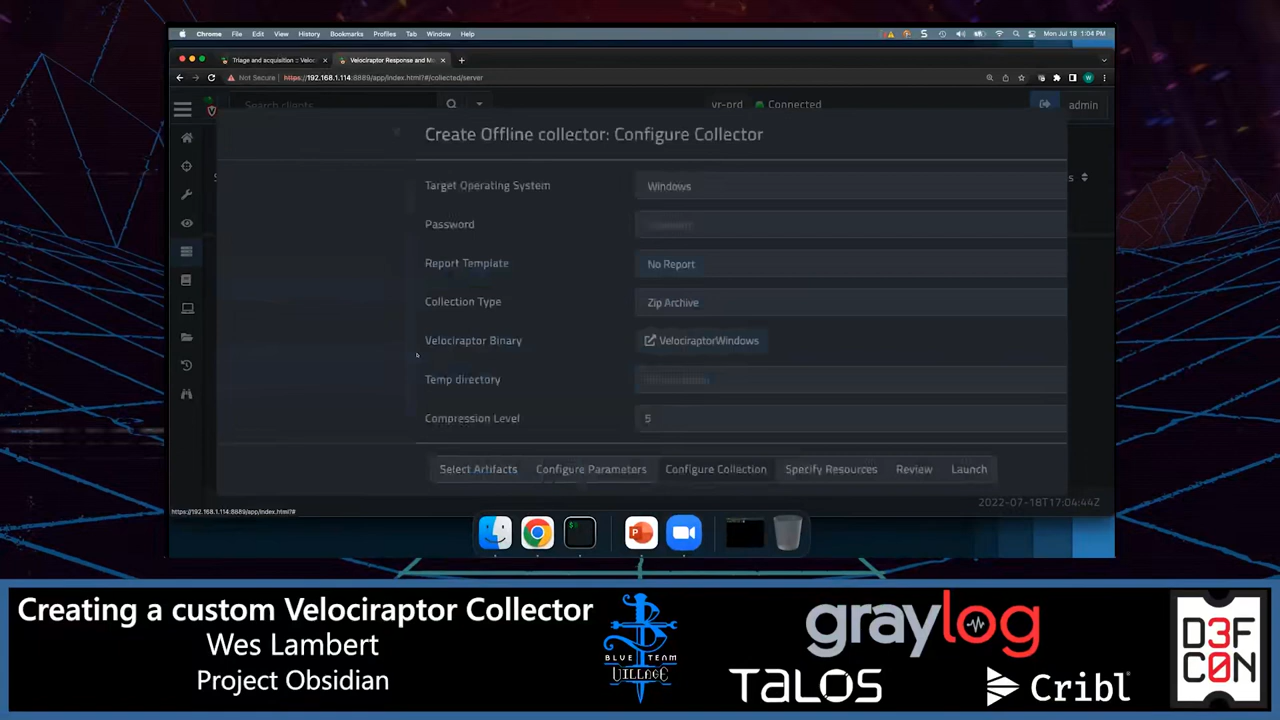 Chrome File Edit View History Bookmarks Profiles Tab Window Help
Mon Jul 18 1:04 PM
Triage and acquisition :: Veloc
Velociraptor Response and Mo
Not Secure https://192.168.1.114:8889/app/index.html?#/collected/server
Search clients
vr-ord Connected
admin
Create Offline collector: Configure Collector
Target Operating System Windows
Password
Report Template No Report
Collection Type Zip Archive
Velociraptor Binary VelociraptorWindows
Temp directory
Compression Level 5
Select Artifacts Configure Parameters Configure Collection Specify Resources Review Launch
2022-07-18T17:04:44Z
https://192.168.1.114:8889/app/index.html?#
Creating a custom Velociraptor Collector
Wes Lambert
Project Obsidian
BLUE TEAM
VILLAGE
graylog
TALOS
Cribl
D3F
C0N